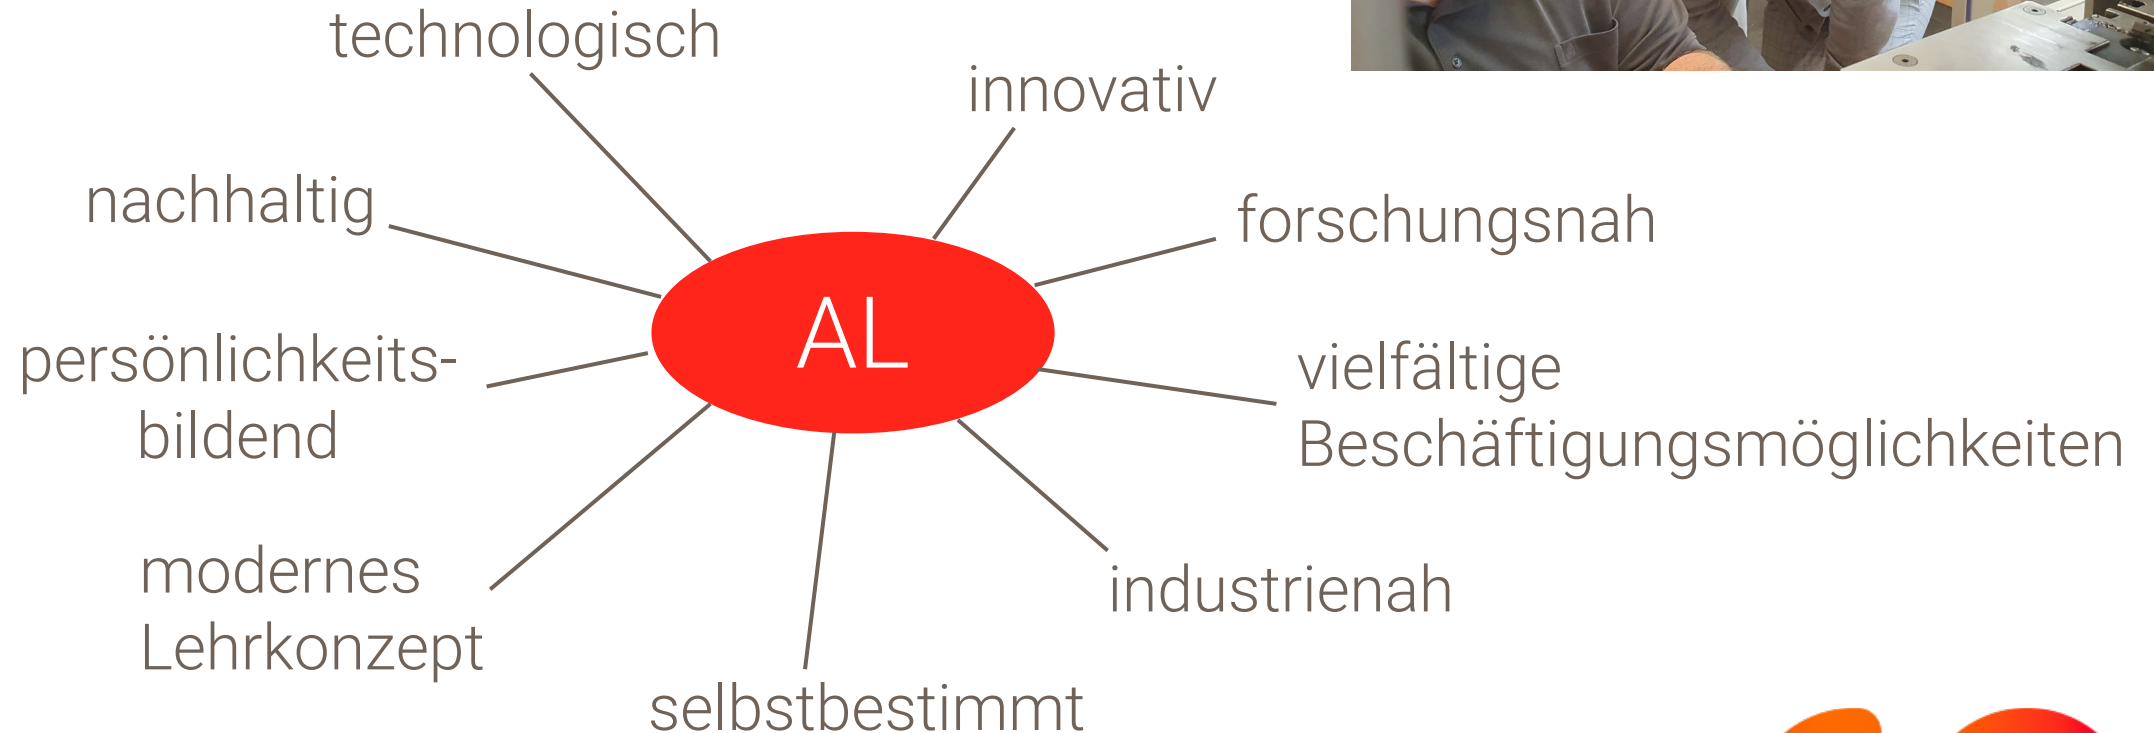 technologisch
innovativ
nachhaltig
forschungsnah
AL
persönlichkeits-
bildend
vielfältige
Beschäftigungsmöglichkeiten
modernes
Lehrkonzept
industrienah
selbstbestimmt